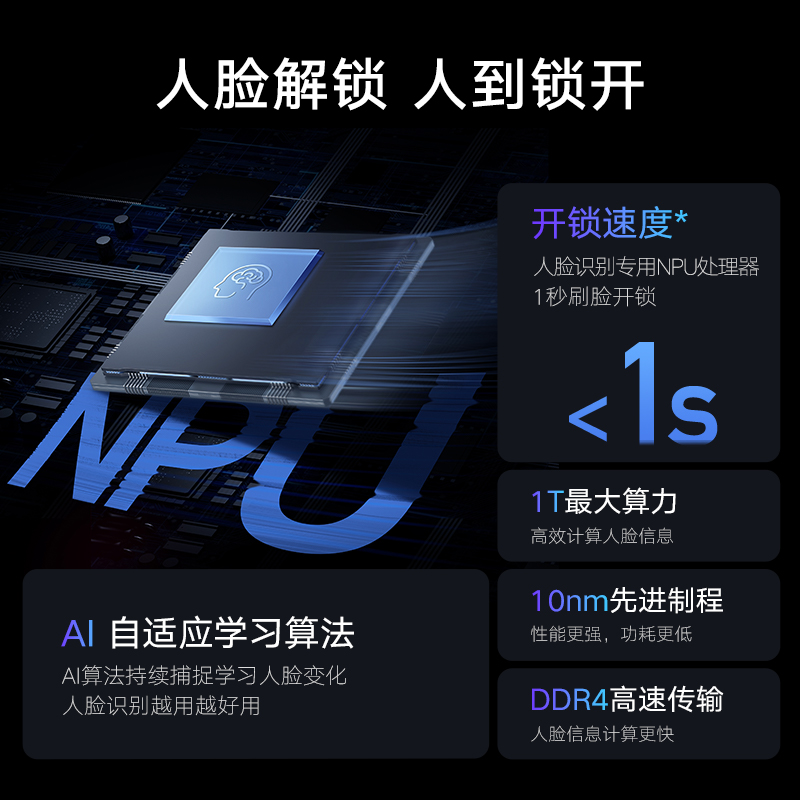 人脸解锁 人到锁开
NPU
开锁速度*
人脸识别专用NPU处理器
1秒刷脸开锁
<1s
1T最大算力
高效计算人脸信息
10nm先进制程
性能更强，功耗更低
DDR4高速传输
人脸信息计算更快
AI 自适应学习算法
AI算法持续捕捉学习人脸变化
人脸识别越用越好用